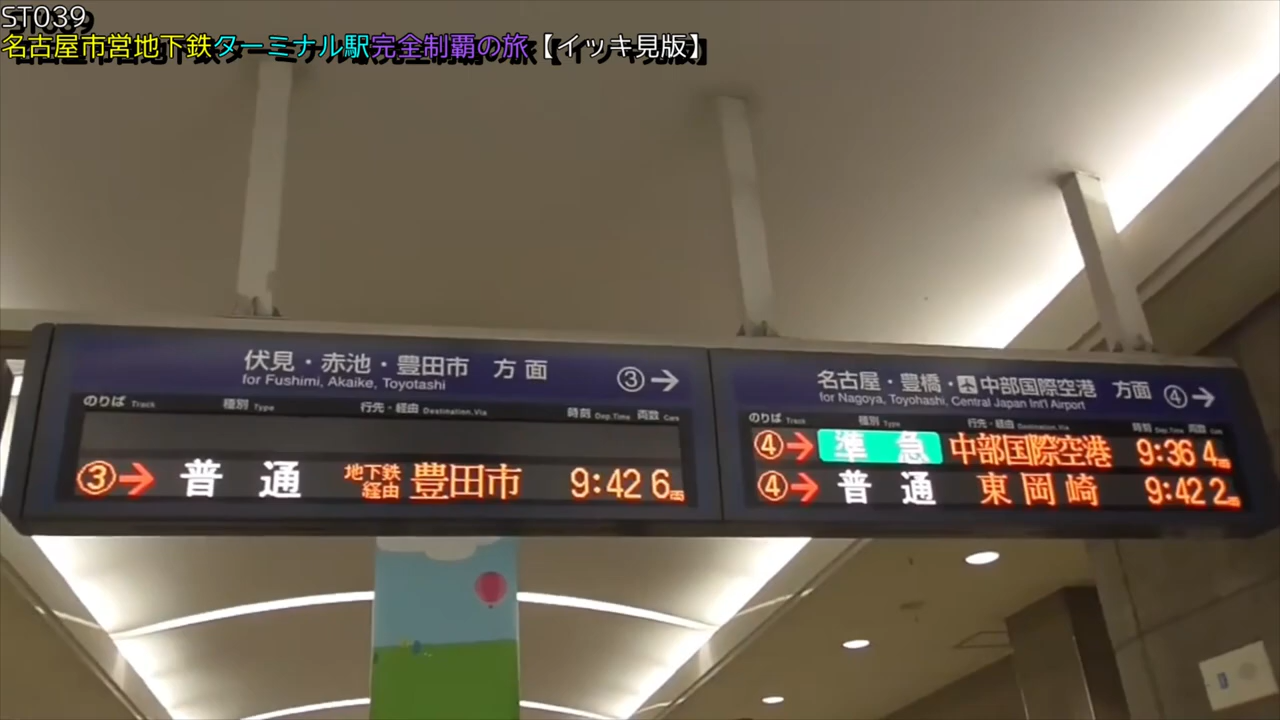 ST039
名古屋市営地下鉄ターミナル駅完全制覇の旅【イッキ見版】
伏見・赤池・豊田市 方面 ③→
for Fushimi, Akaike, Toyotashi
のりば Track 種別 Type 行先・経由 Destination,Via 時刻 Dep.Time 両数 Cars
③→ 普通 地下鉄経由 豊田市 9:42 6両
名古屋・豊橋・中部国際空港 方面 ④→
for Nagoya, Toyohashi, Central Japan Int'l Airport
のりば Track 種別 Type 行先・経由 Destination,Via 時刻 Dep.Time 両数 Cars
④→ 準急 中部国際空港 9:36 4両
④→ 普通 東岡崎 9:42 2両